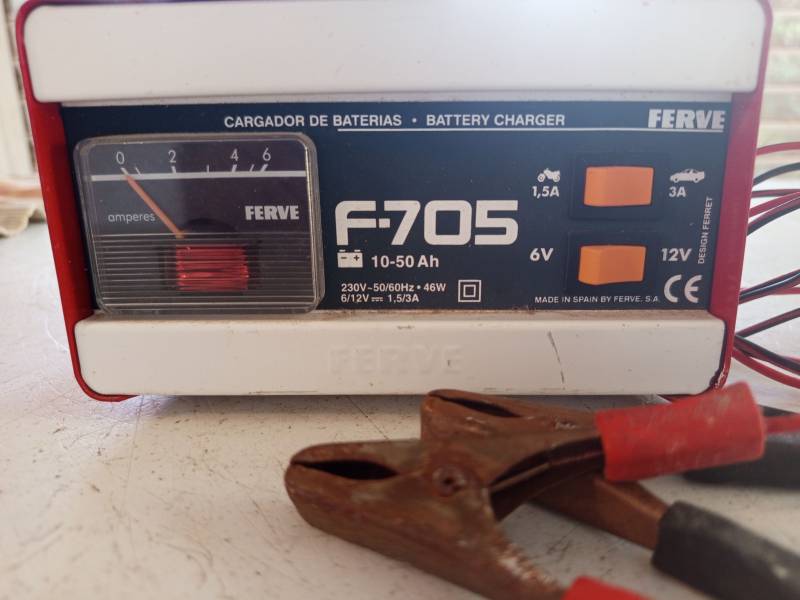 CARGADOR DE BATERIAS · BATTERY CHARGER
FERVE
0 2 4 6
amperes
FERVE
F-705
10-50 Ah
230V~50/60Hz • 46W
6/12V ⎓ 1,5/3A
1,5A
3A
6V
12V
DESIGN FERRET
MADE IN SPAIN BY FERVE. S.A.
CE
FERVE